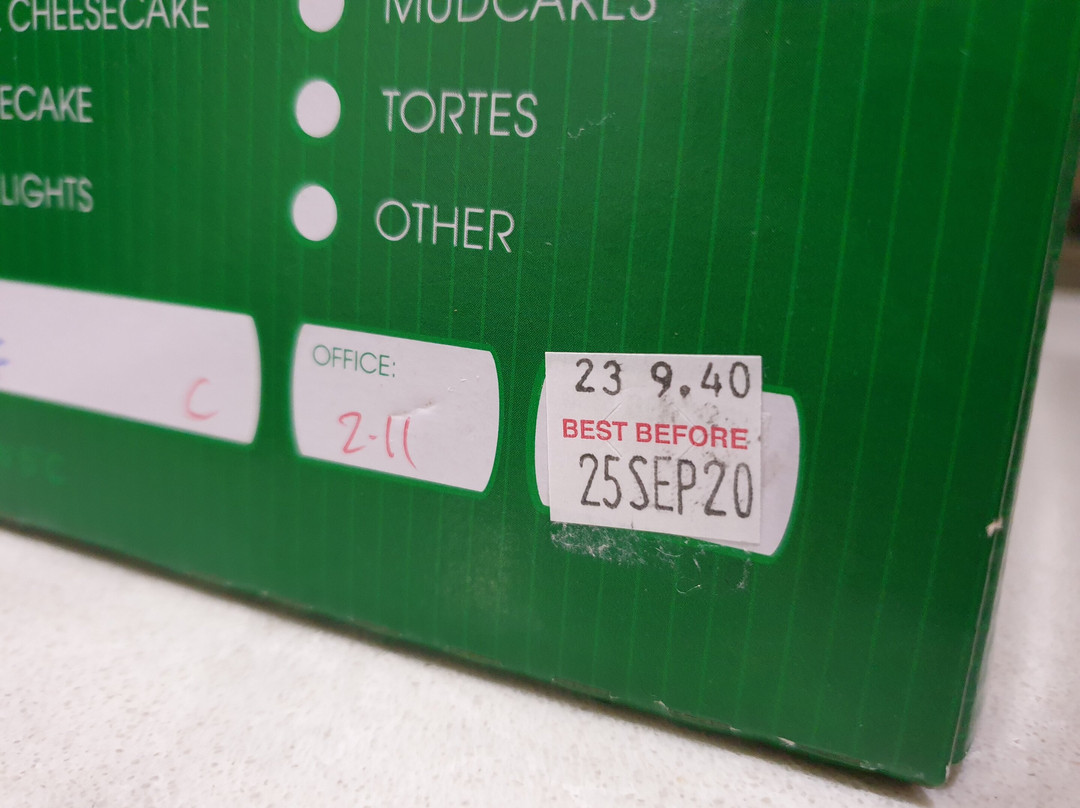 CHEESECAKE
MUDCAKES
ECAKE
TORTES
LIGHTS
OTHER
C
OFFICE:
2-11
23 9.40
BEST BEFORE
25SEP20